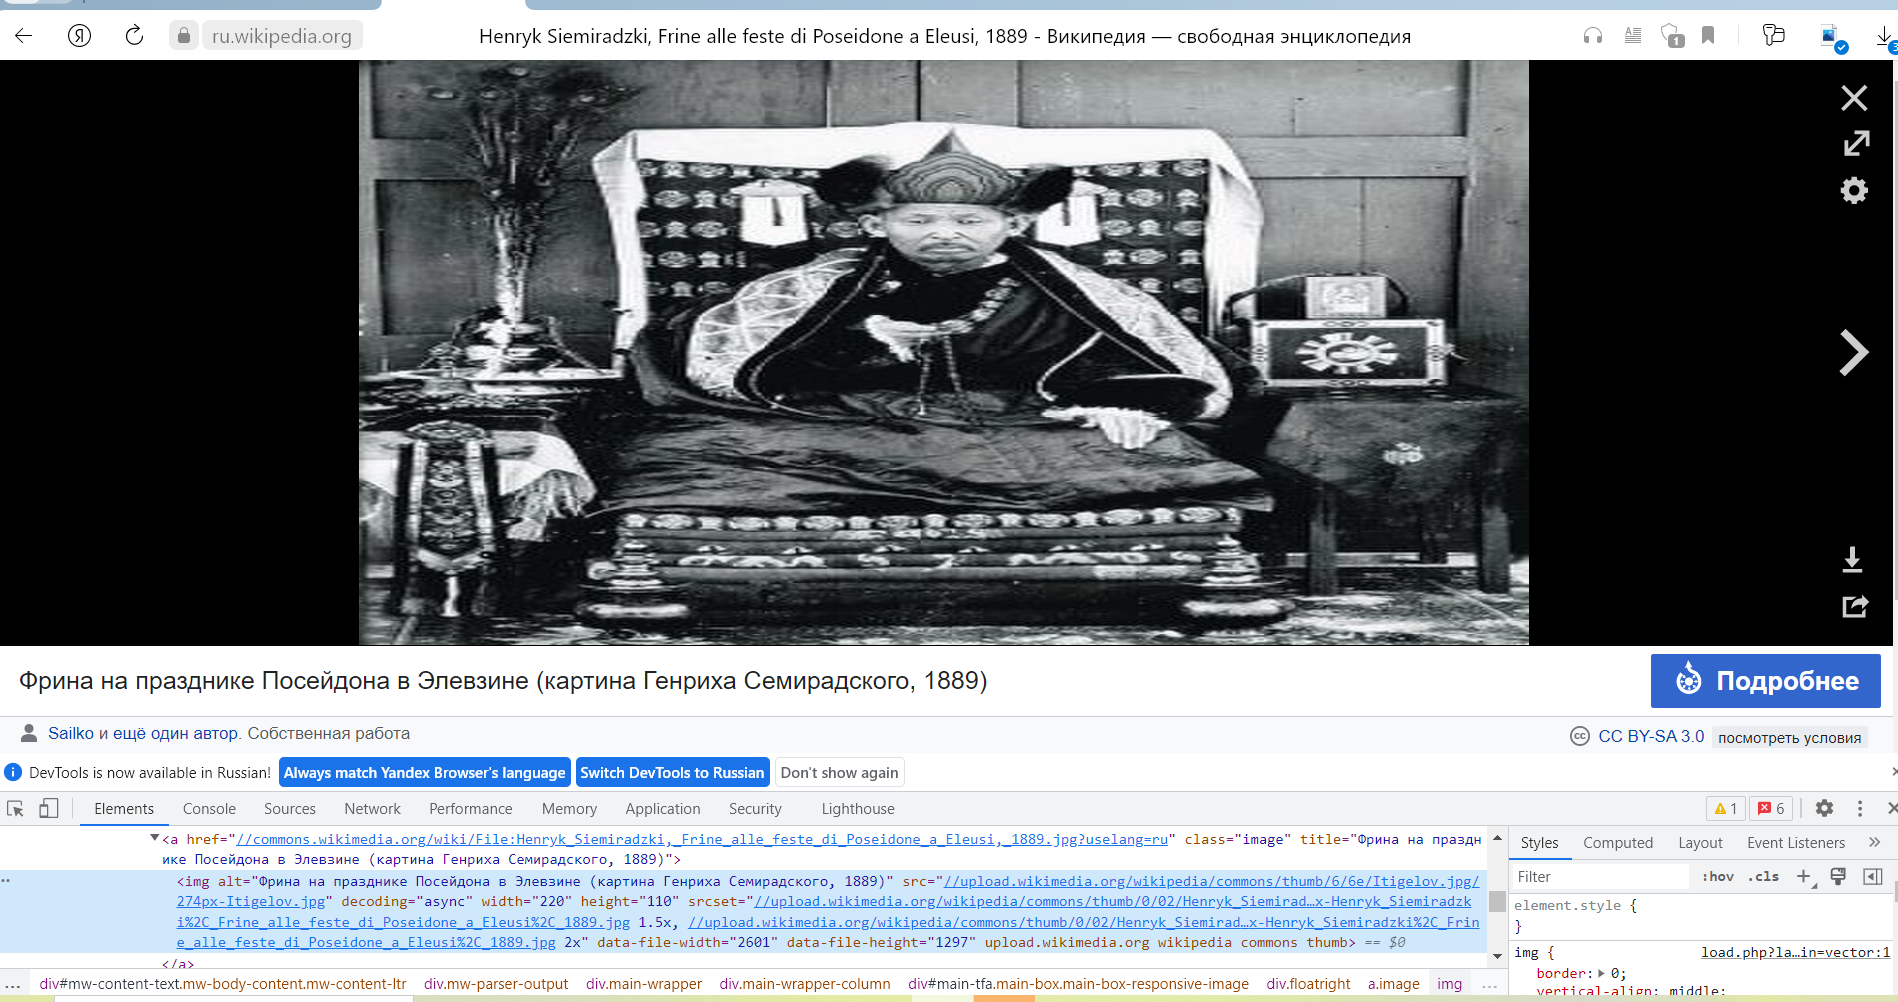 ru.wikipedia.org
Henryk Siemiradzki, Frine alle feste di Poseidone a Eleusi, 1889 - Википедия — свободная энциклопедия
1
Фрина на празднике Посейдона в Элевзине (картина Генриха Семирадского, 1889)
Подробнее
Sailko и ещё один автор. Собственная работа
CC BY-SA 3.0 посмотреть условия
DevTools is now available in Russian! Always match Yandex Browser's language Switch DevTools to Russian Don't show again
Elements Console Sources Network Performance Memory Application Security Lighthouse 1 6
<a href="//commons.wikimedia.org/wiki/File:Henryk_Siemiradzki,_Frine_alle_feste_di_Poseidone_a_Eleusi,_1889.jpg?uselang=ru" class="image" title="Фрина на праздн
ике Посейдона в Элевзине (картина Генриха Семирадского, 1889)">
<img alt="Фрина на празднике Посейдона в Элевзине (картина Генриха Семирадского, 1889)" src="//upload.wikimedia.org/wikipedia/commons/thumb/6/6e/Itigelov.jpg/
274px-Itigelov.jpg" decoding="async" width="220" height="110" srcset="//upload.wikimedia.org/wikipedia/commons/thumb/0/02/Henryk_Siemirad…x-Henryk_Siemiradzk
i%2C_Frine_alle_feste_di_Poseidone_a_Eleusi%2C_1889.jpg 1.5x, //upload.wikimedia.org/wikipedia/commons/thumb/0/02/Henryk_Siemirad…x-Henryk_Siemiradzki%2C_Frin
e_alle_feste_di_Poseidone_a_Eleusi%2C_1889.jpg 2x" data-file-width="2601" data-file-height="1297" upload.wikimedia.org wikipedia commons thumb> == $0
</a>
Styles Computed Layout Event Listeners
Filter :hov .cls
element.style {
}
img { load.php?la…in=vector:1
border: 0;
vertical-align: middle;
… div#mw-content-text.mw-body-content.mw-content-ltr div.mw-parser-output div.main-wrapper div.main-wrapper-column div#main-tfa.main-box.main-box-responsive-image div.floatright a.image img …